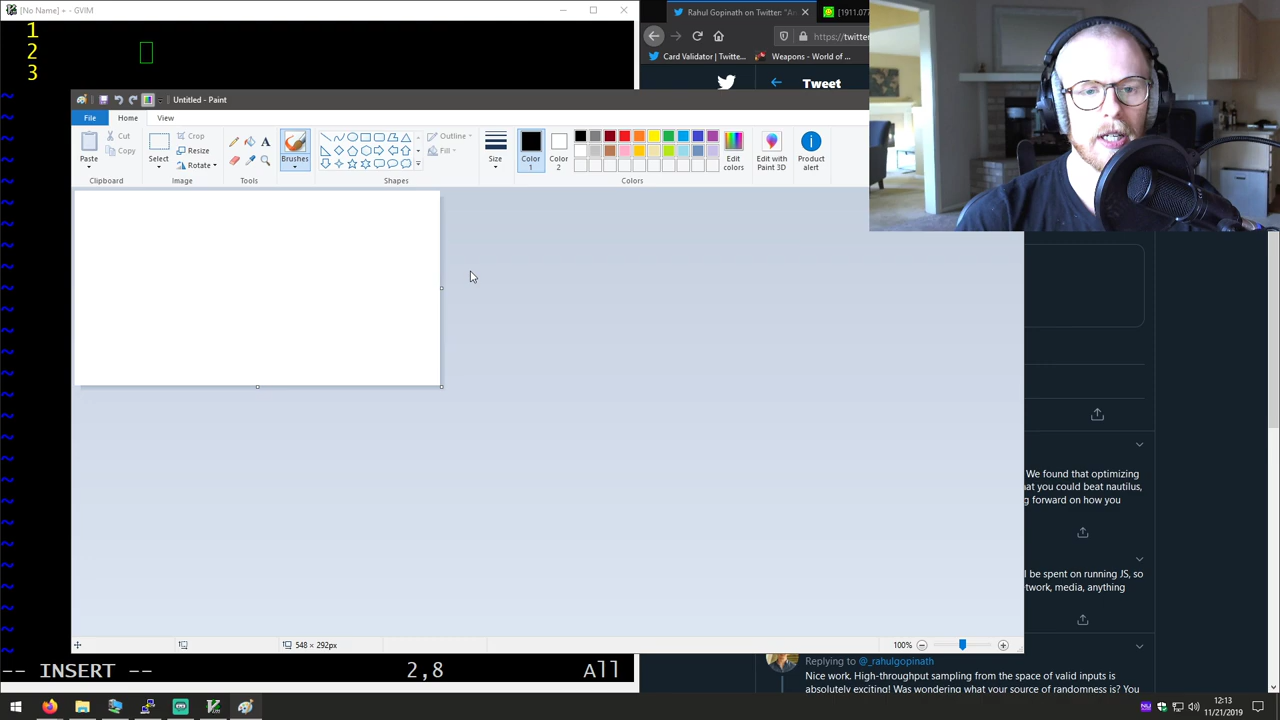 [No Name] + - GVIM
1
2
3
Rahul Gopinath on Twitter: "A
[1911.077
https://twitte
Card Validator | Twitte...
Weapons - World of ...
Tweet
Untitled - Paint
File
Home
View
Paste
Cut
Copy
Clipboard
Select
Crop
Resize
Rotate
Image
Tools
Brushes
Outline
Fill
Shapes
Size
Color
1
Color
2
Edit
colors
Colors
Edit with
Paint 3D
Product
alert
We found that optimizing
at you could beat nautilus,
g forward on how you
l be spent on running JS, so
etwork, media, anything
548 × 292px
100%
-- INSERT --
2,8
All
Replying to @_rahulgopinath
Nice work. High-throughput sampling from the space of valid inputs is
absolutely exciting! Was wondering what your source of randomness is? You
12:13
11/21/2019